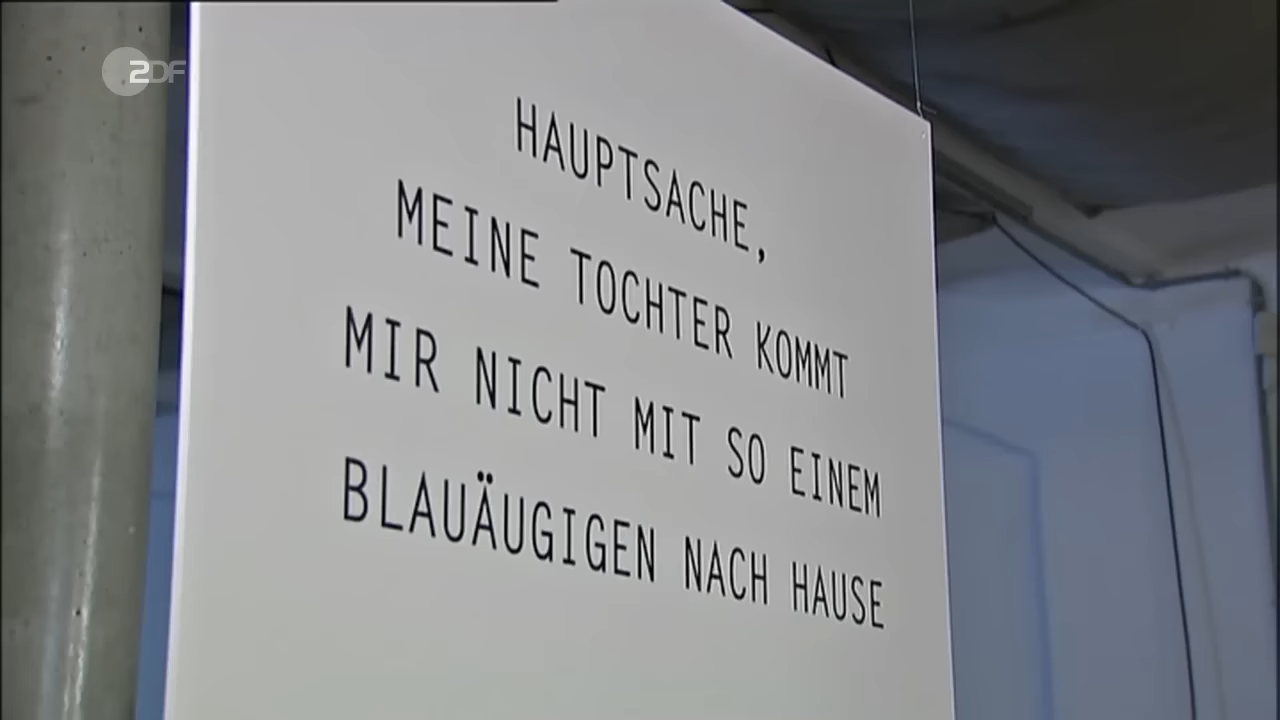 ZDF
HAUPTSACHE,
MEINE TOCHTER KOMMT
MIR NICHT MIT SO EINEM
BLAUÄUGIGEN NACH HAUSE